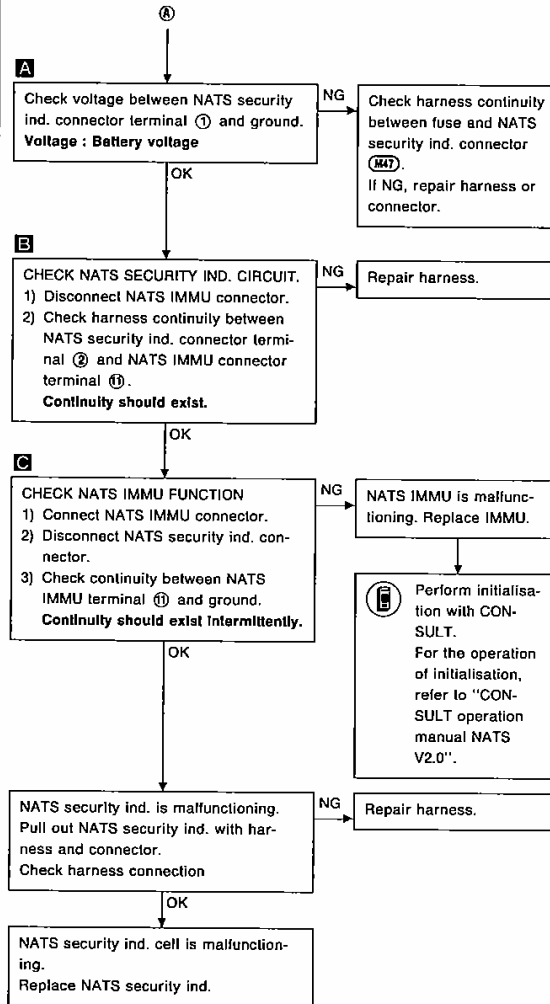 Ⓐ
A
Check voltage between NATS security
ind. connector terminal ① and ground.
Voltage : Battery voltage
NG
Check harness continuity
between fuse and NATS
security ind. connector
(M47).
If NG, repair harness or
connector.
OK
B
CHECK NATS SECURITY IND. CIRCUIT.
1) Disconnect NATS IMMU connector.
2) Check harness continuity between
NATS security ind. connector termi-
nal ② and NATS IMMU connector
terminal ⑪.
Continuity should exist.
NG
Repair harness.
OK
C
CHECK NATS IMMU FUNCTION
1) Connect NATS IMMU connector.
2) Disconnect NATS security ind. con-
nector.
3) Check continuity between NATS
IMMU terminal ⑪ and ground.
Continuity should exist intermittently.
NG
NATS IMMU is malfunc-
tioning. Replace IMMU.
Perform initialisa-
tion with CON-
SULT.
For the operation
of initialisation,
refer to "CON-
SULT operation
manual NATS
V2.0".
OK
NATS security ind. is malfunctioning.
Pull out NATS security ind. with har-
ness and connector.
Check harness connection
NG
Repair harness.
OK
NATS security ind. cell is malfunction-
ing.
Replace NATS security ind.